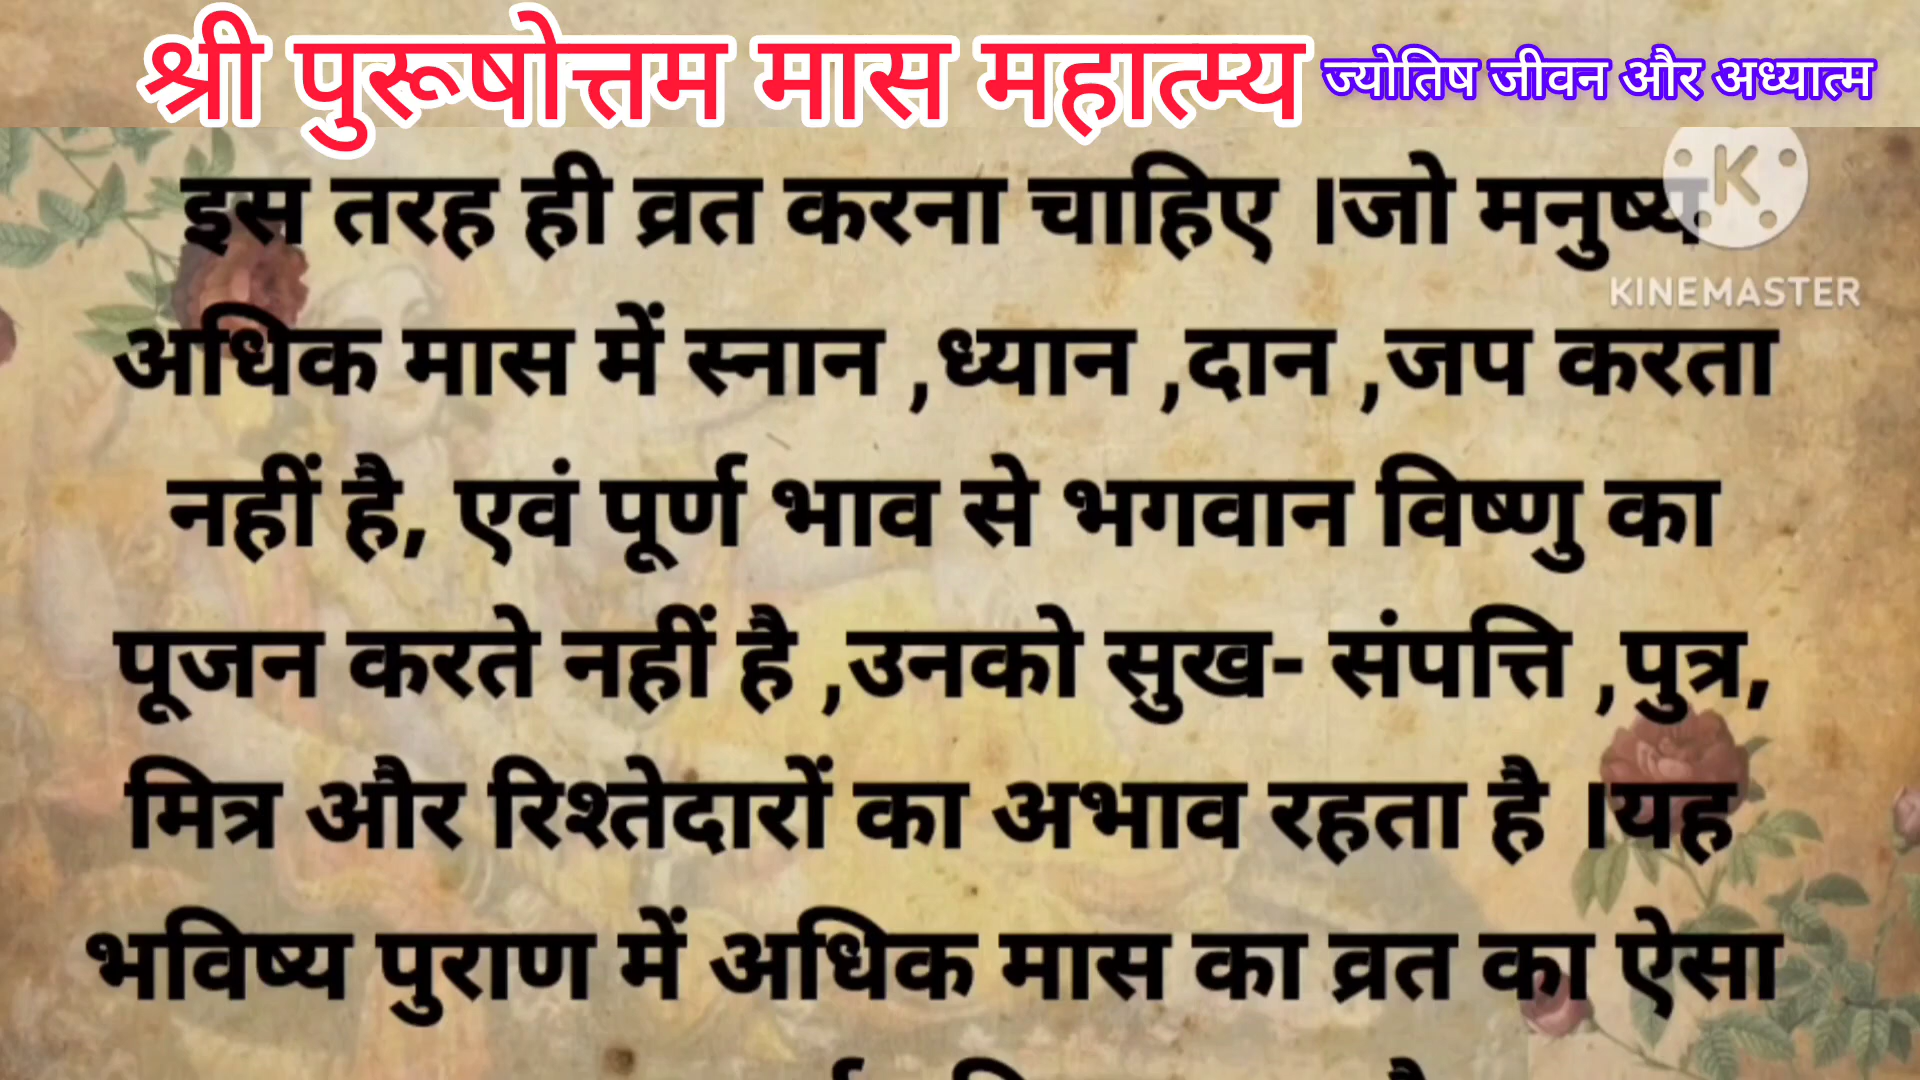 श्री पुरूषोत्तम मास महात्म्य ज्योतिष जीवन और अध्यात्म
इस तरह ही व्रत करना चाहिए ।जो मनुष्य
KINEMASTER
अधिक मास में स्नान ,ध्यान ,दान ,जप करता
नहीं है, एवं पूर्ण भाव से भगवान विष्णु का
पूजन करते नहीं है ,उनको सुख- संपत्ति ,पुत्र,
मित्र और रिश्तेदारों का अभाव रहता है ।यह
भविष्य पुराण में अधिक मास का व्रत का ऐसा